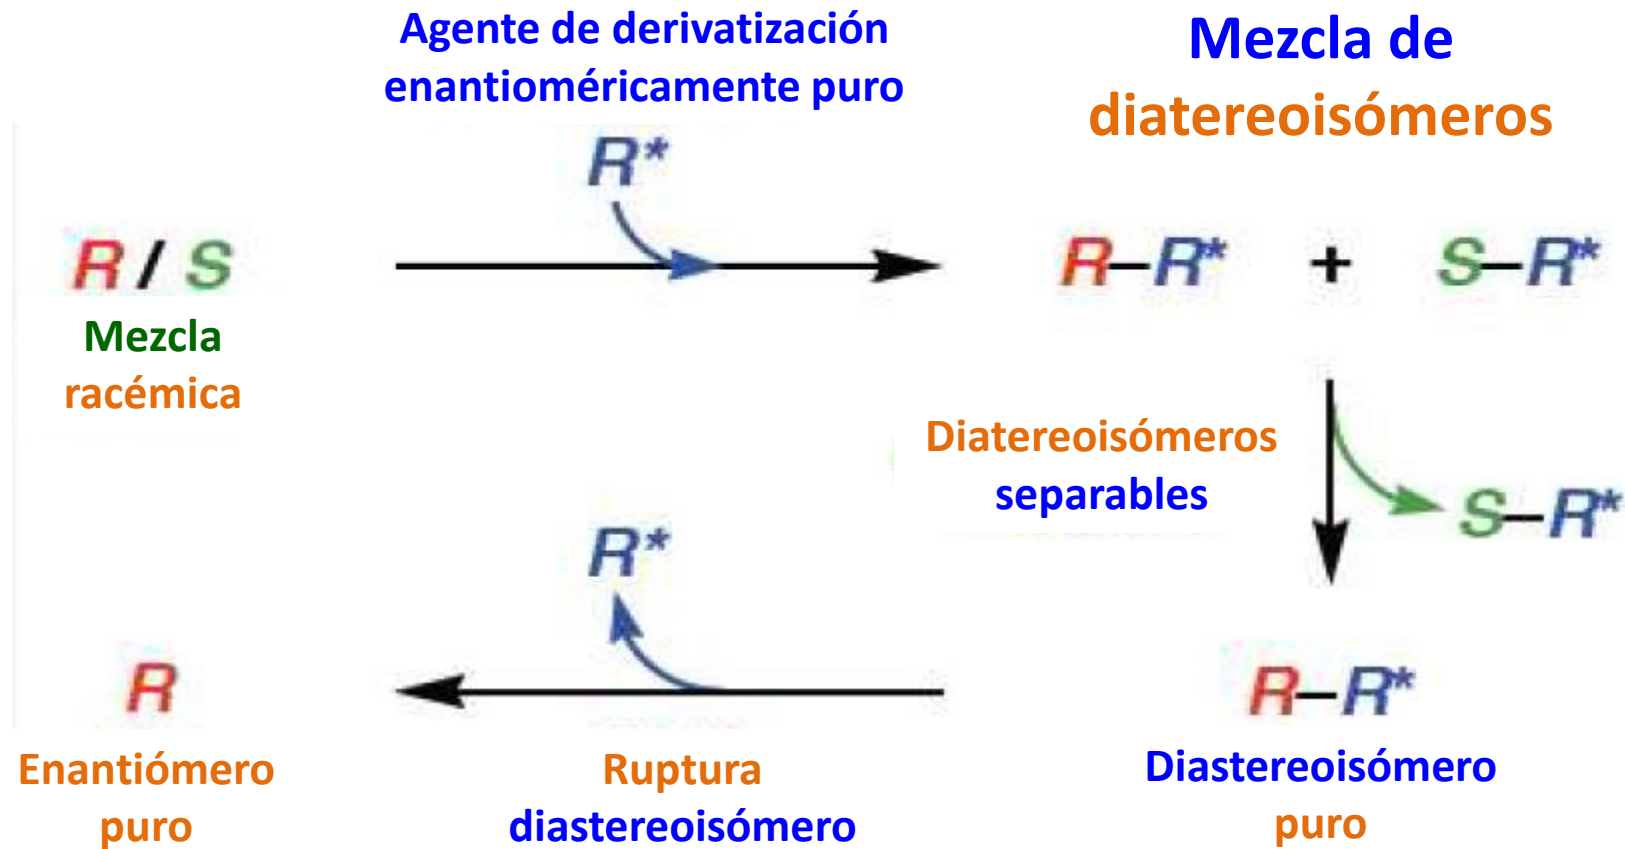 Agente de derivatización
enantioméricamente puro
Mezcla de
diatereoisómeros
R*
R / S
R–R* + S–R*
Mezcla
racémica
Diatereoisómeros
separables
S–R*
R*
R
R–R*
Enantiómero
puro
Ruptura
diastereoisómero
Diastereoisómero
puro